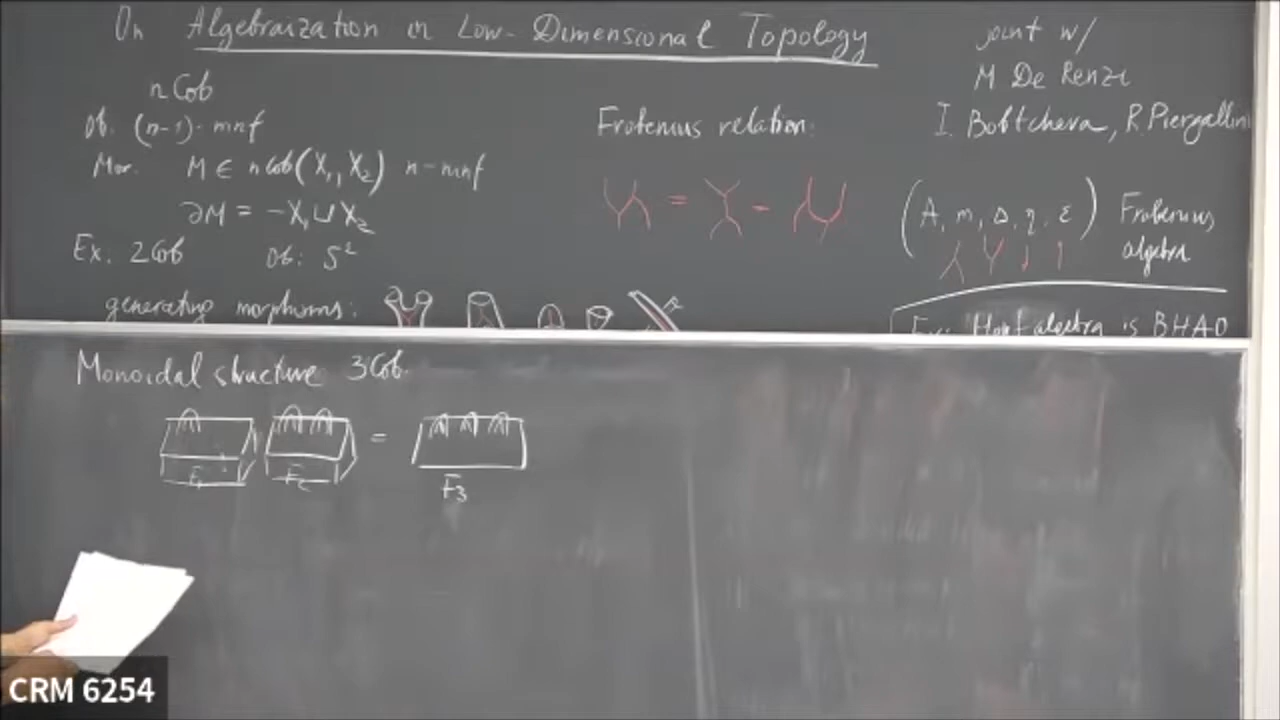 On Algebraization in Low-Dimensional Topology
joint w/
M De Renzi
I. Bobtcheva, R. Piergallini
nCob
Ob. (n-1)-mnf
Mor. M ∈ nCob(X₁, X₂) n-mnf
∂M = -X₁ ⊔ X₂
Ex. 2Cob Ob: S¹
generating morphisms:
Frobenius relation:
= =
(A, m, Δ, η, ε) Frobenius
algebra
Hopf algebra is BHAD
Monoidal structure 3Cob.
F₁ F₂ = F₃
CRM 6254